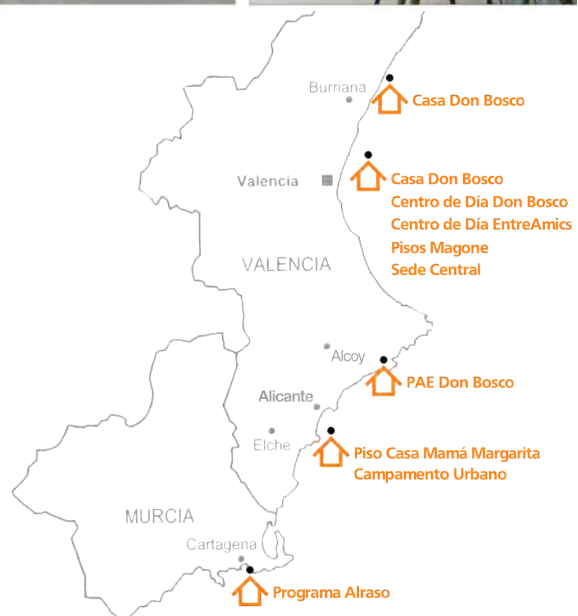 Burriana
Casa Don Bosco
Valencia
Casa Don Bosco
Centro de Día Don Bosco
Centro de Día EntreAmics
Pisos Magone
Sede Central
VALENCIA
Alcoy
PAE Don Bosco
Alicante
Elche
Piso Casa Mamá Margarita
Campamento Urbano
MURCIA
Cartagena
Programa Alraso